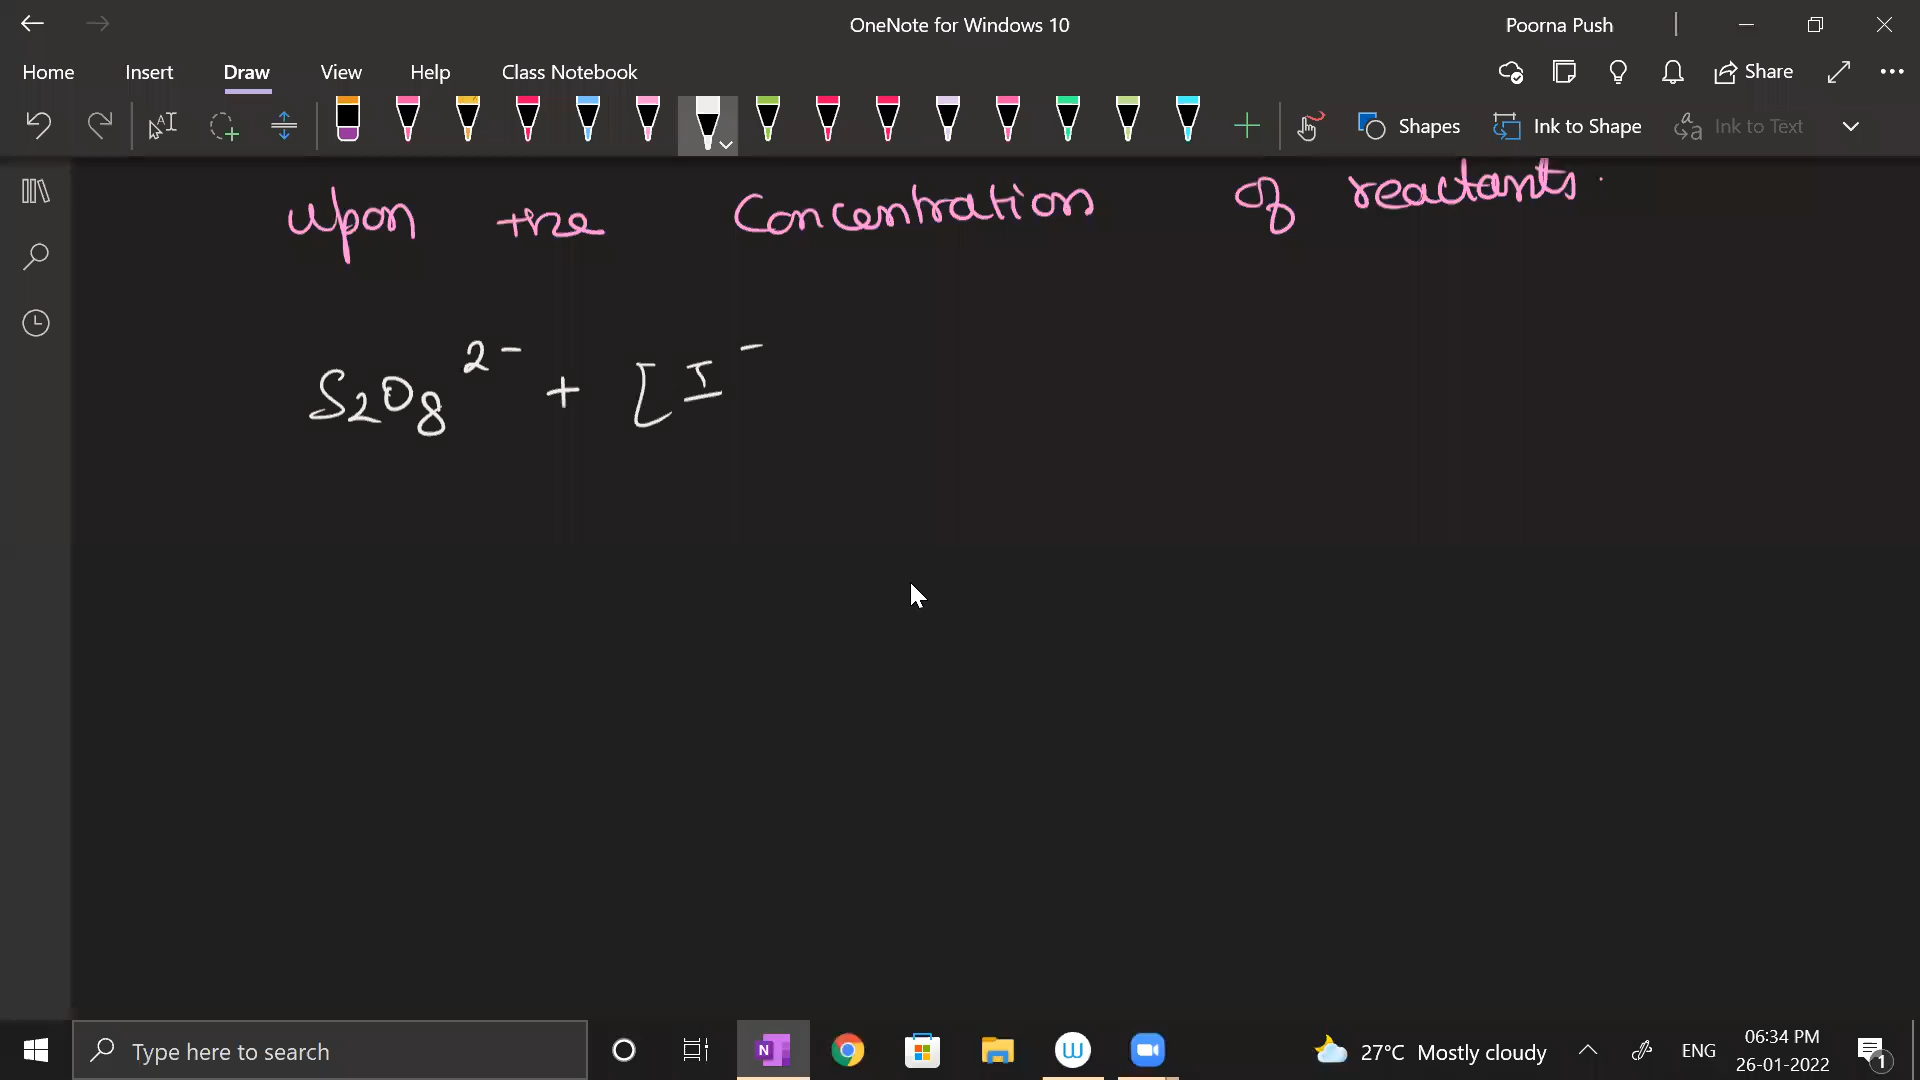 OneNote for Windows 10
Poorna Push
Home Insert Draw View Help Class Notebook
Share
Shapes Ink to Shape Ink to Text
upon the Concentration of reactants.
S₂O₈²⁻ + [I⁻
Type here to search
27°C Mostly cloudy
ENG
06:34 PM
26-01-2022
1